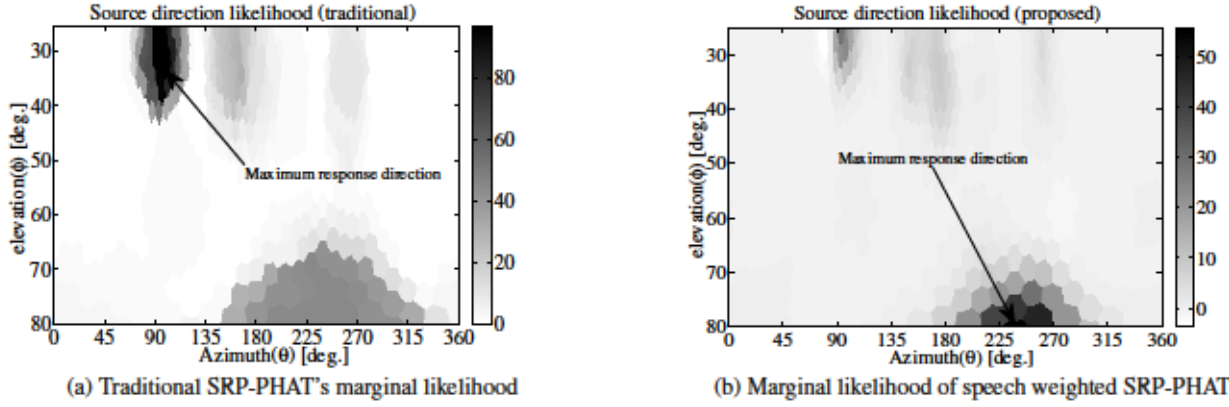 Source direction likelihood (traditional)
30
40
50
60
70
80
elevation(ϕ) [deg.]
Maximum response direction
0 45 90 135 180 225 270 315 360
Azimuth(θ) [deg.]
80
60
40
20
0
(a) Traditional SRP-PHAT's marginal likelihood
Source direction likelihood (proposed)
30
40
50
60
70
80
elevation(ϕ) [deg.]
Maximum response direction
0 45 90 135 180 225 270 315 360
Azimuth(θ) [deg.]
50
40
30
20
10
0
(b) Marginal likelihood of speech weighted SRP-PHAT